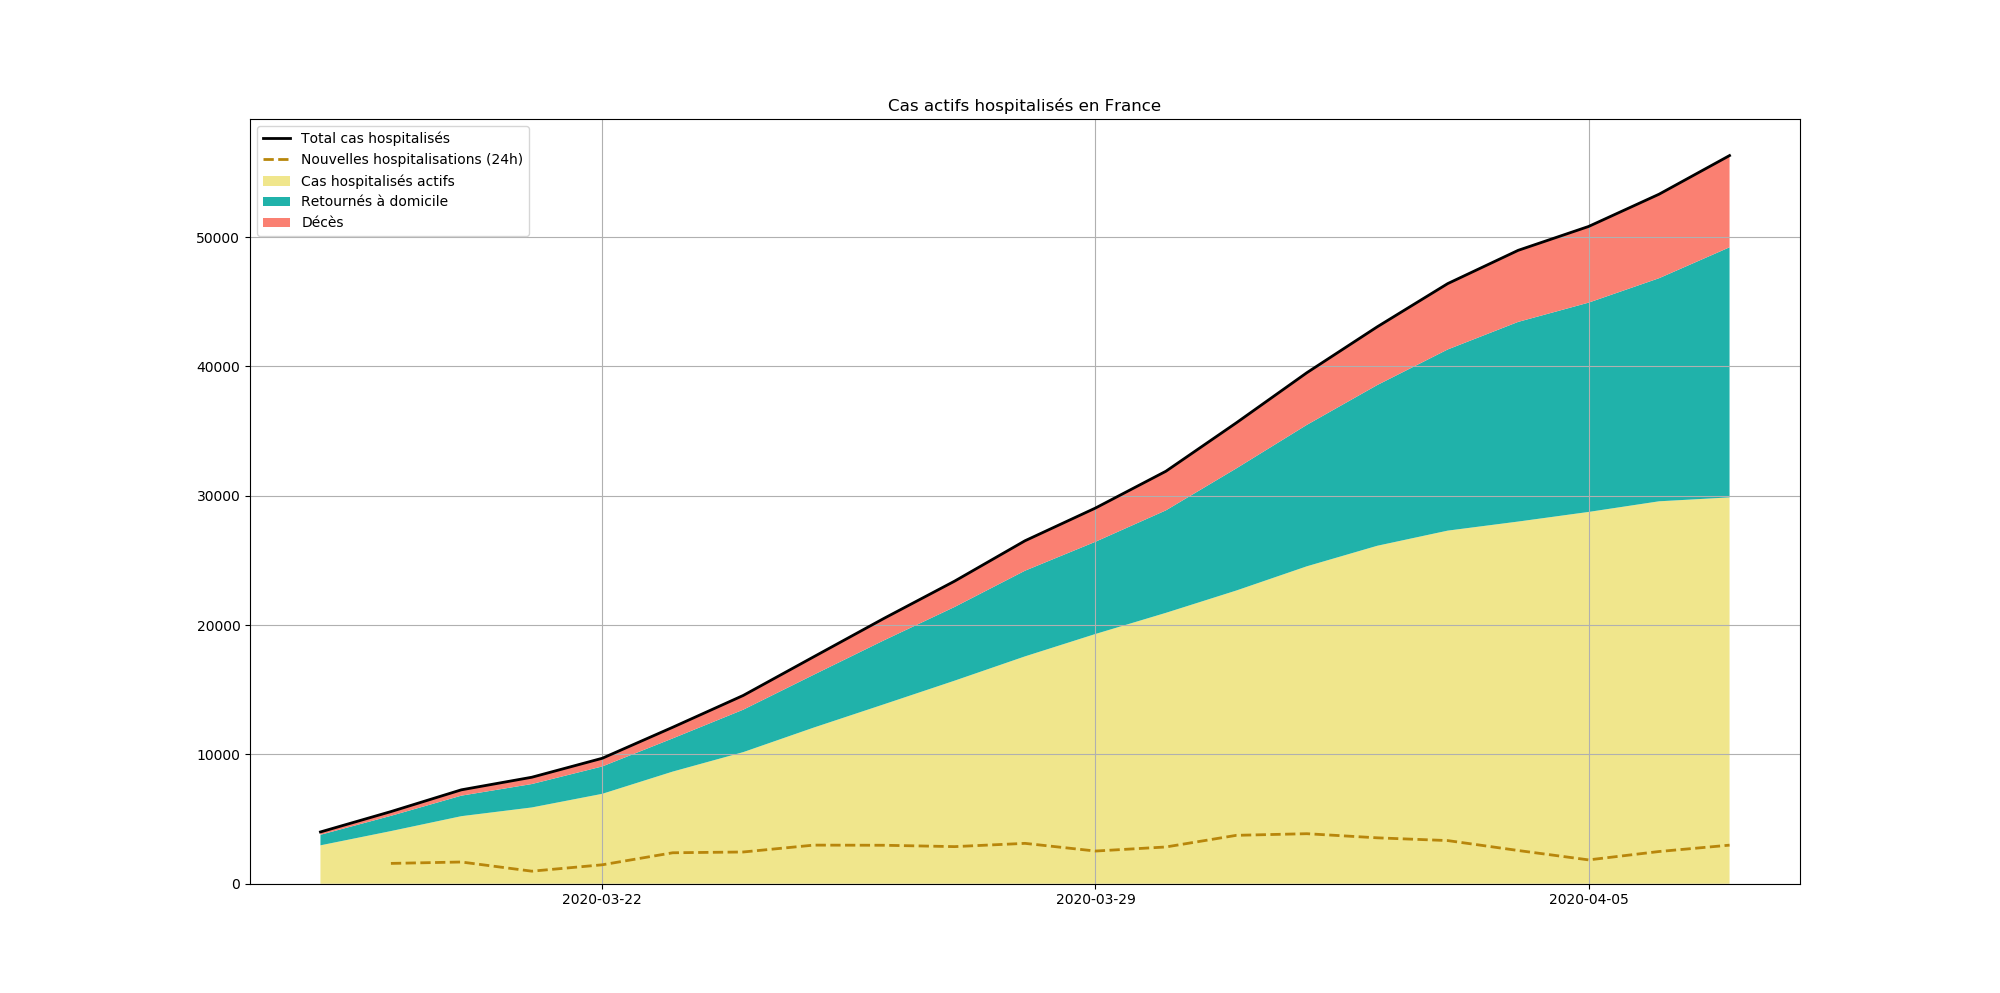 Cas actifs hospitalisés en France
Total cas hospitalisés
Nouvelles hospitalisations (24h)
Cas hospitalisés actifs
Retournés à domicile
Décès
50000
40000
30000
20000
10000
0
2020-03-22
2020-03-29
2020-04-05